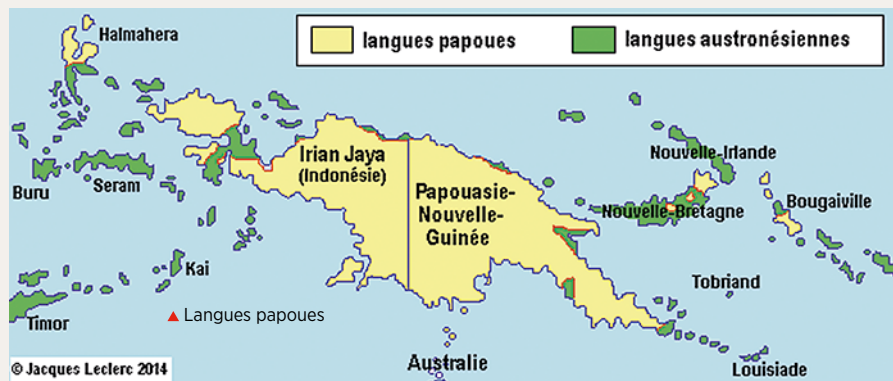 Halmahera
langues papoues
langues austronésiennes
Irian Jaya
(Indonésie)
Nouvelle-Irlande
Papouasie-
Nouvelle-
Guinée
Buru
Seram
Nouvelle-Bretagne
Bougaiville
Kai
Tobriand
Timor
▲ Langues papoues
Australie
Louisiade
© Jacques Leclerc 2014